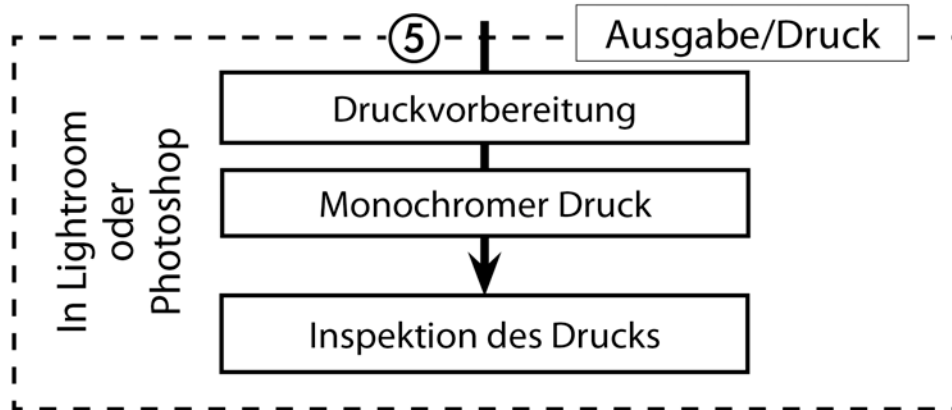 ⑤
Ausgabe/Druck
In Lightroom
oder
Photoshop
Druckvorbereitung
Monochromer Druck
Inspektion des Drucks